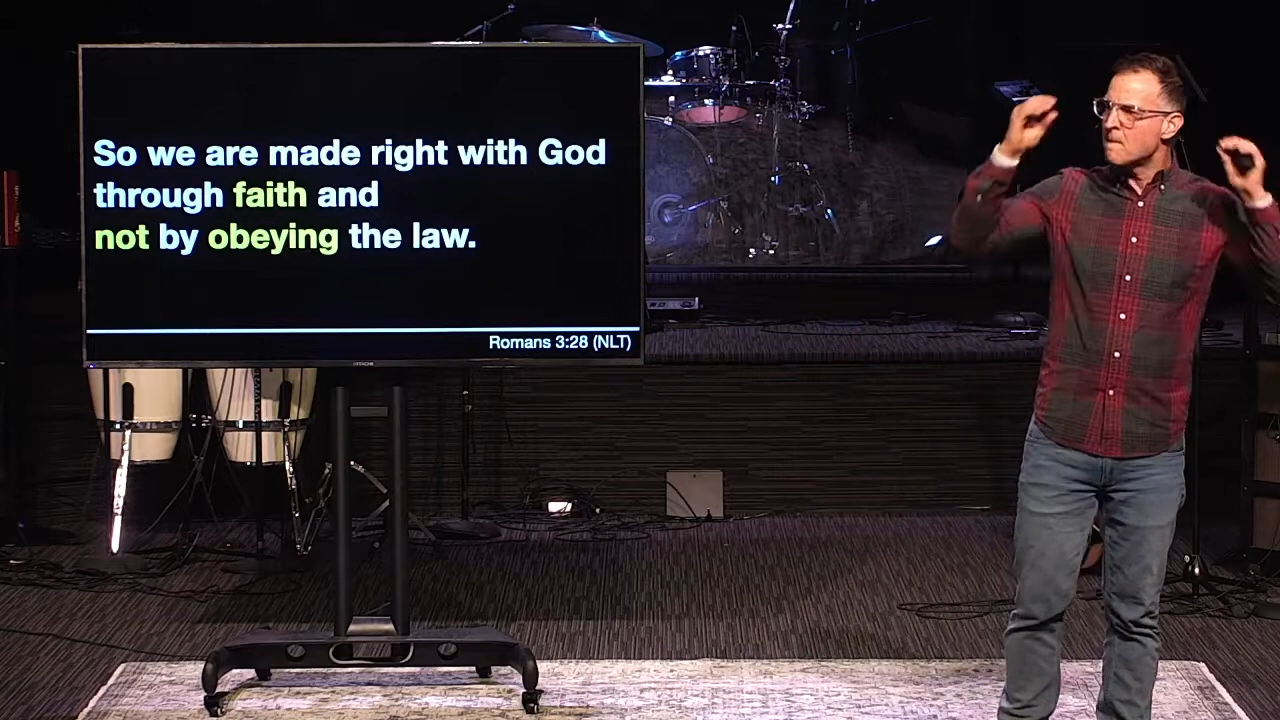 So we are made right with God
through faith and
not by obeying the law.
Romans 3:28 (NLT)
HITACHI